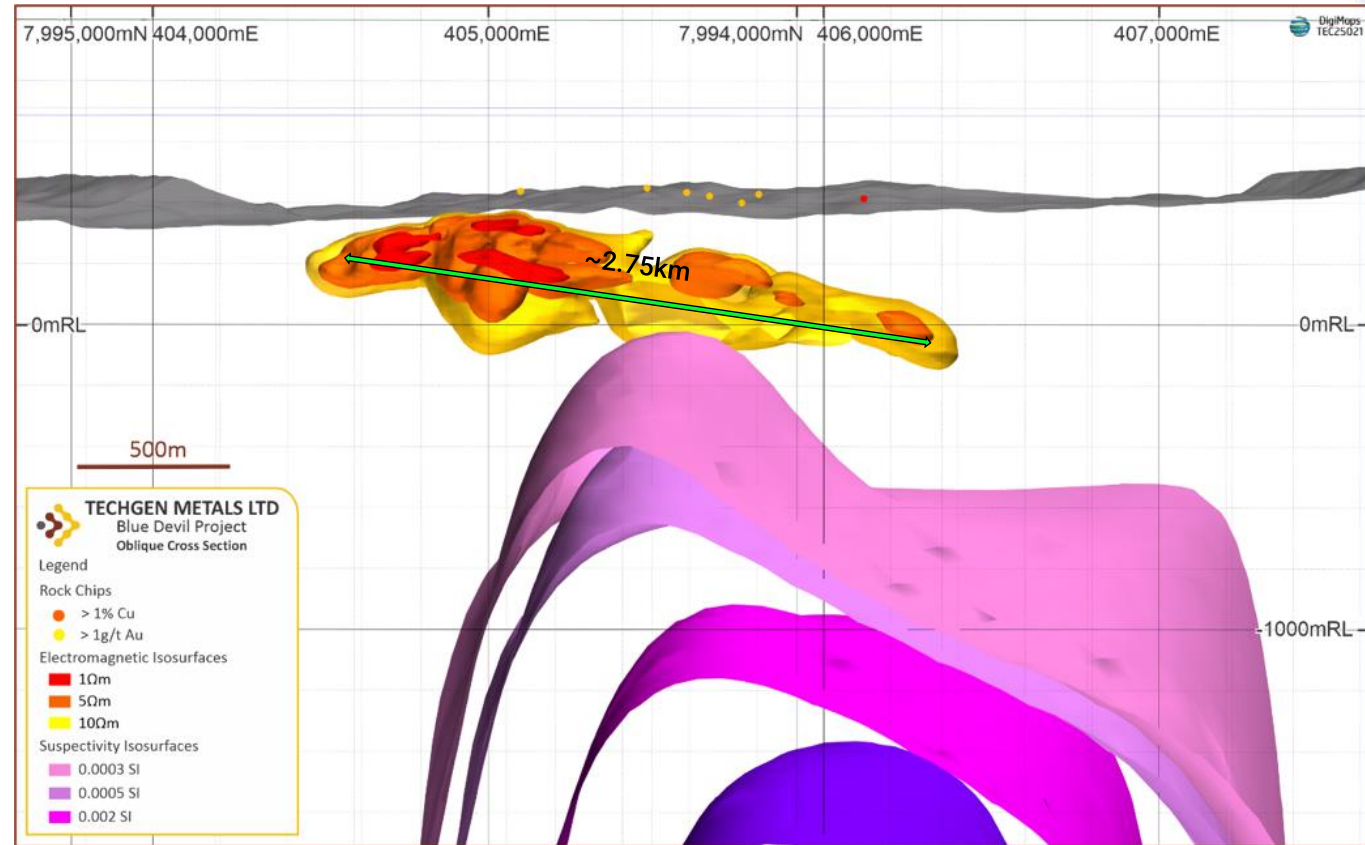 7,995,000mN 404,000mE
405,000mE
7,994,000mN 406,000mE
407,000mE
DigiMaps
TEC25021
~2.75km
0mRL
0mRL
500m
-1000mRL
TECHGEN METALS LTD
Blue Devil Project
Oblique Cross Section
Legend
Rock Chips
> 1% Cu
> 1g/t Au
Electromagnetic Isosurfaces
1Ωm
5Ωm
10Ωm
Suspectivity Isosurfaces
0.0003 SI
0.0005 SI
0.002 SI